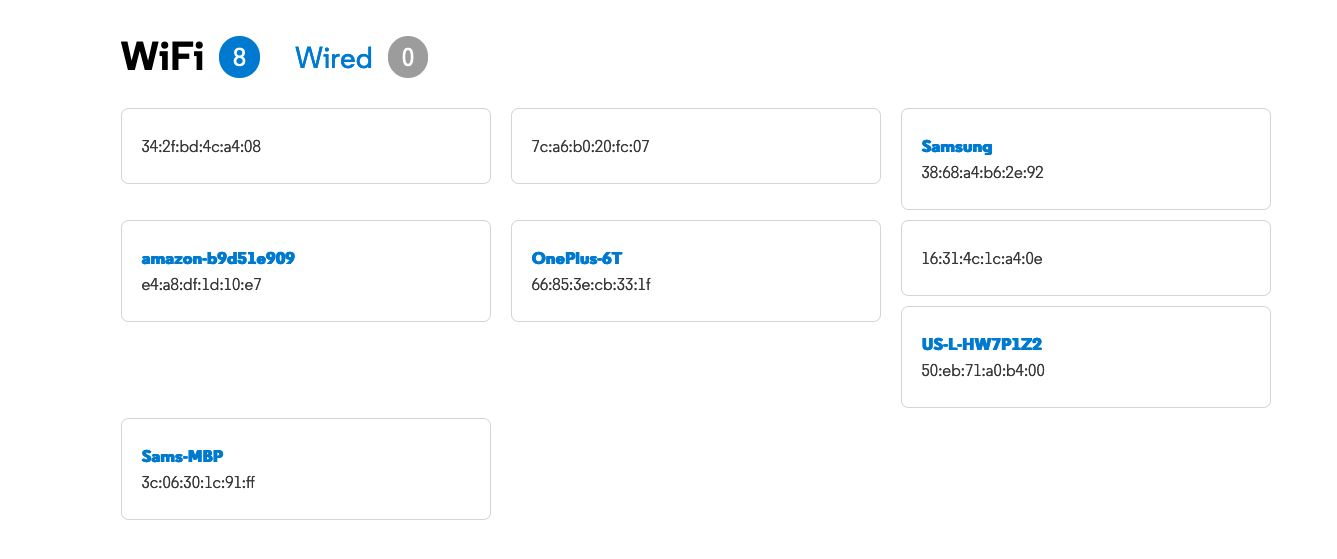 WiFi 8 Wired 0
34:2f:bd:4c:a4:08
7c:a6:b0:20:fc:07
Samsung
38:68:a4:b6:2e:92
amazon-b9d51e909
e4:a8:df:1d:10:e7
OnePlus-6T
66:85:3e:cb:33:1f
16:31:4c:1c:a4:0e
US-L-HW7P1Z2
50:eb:71:a0:b4:00
Sams-MBP
3c:06:30:1c:91:ff